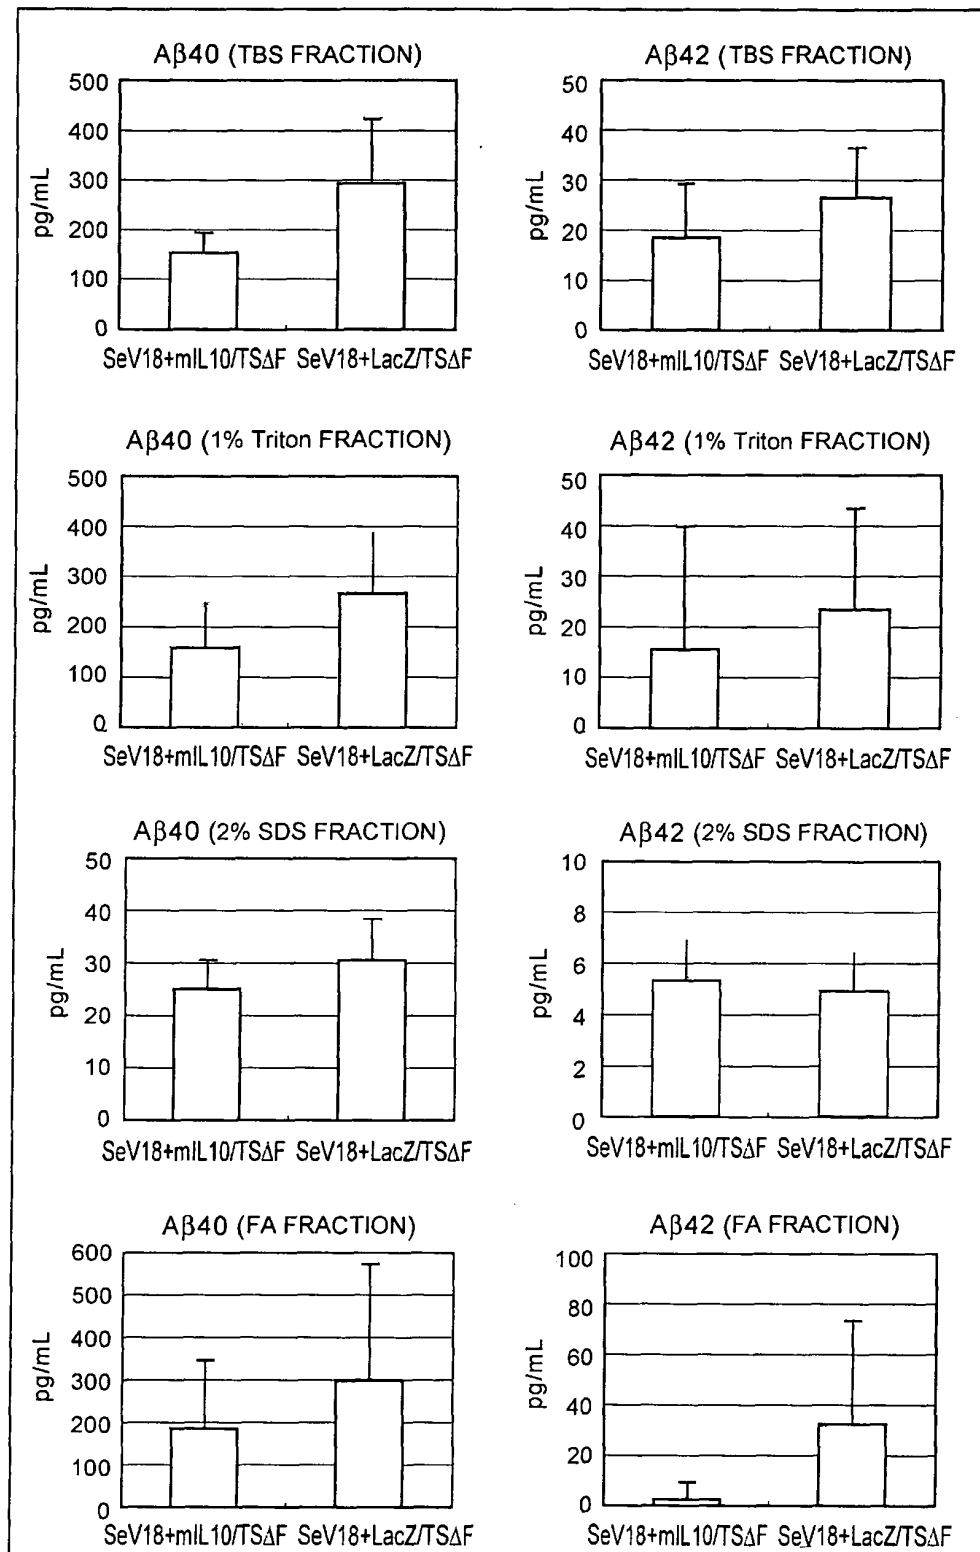 Aβ40 (TBS FRACTION)
500
400
300
200
100
0
pg/mL
SeV18+mIL10/TSΔF SeV18+LacZ/TSΔF
Aβ42 (TBS FRACTION)
50
40
30
20
10
0
pg/mL
SeV18+mIL10/TSΔF SeV18+LacZ/TSΔF
Aβ40 (1% Triton FRACTION)
500
400
300
200
100
0
pg/mL
SeV18+mIL10/TSΔF SeV18+LacZ/TSΔF
Aβ42 (1% Triton FRACTION)
50
40
30
20
10
0
pg/mL
SeV18+mIL10/TSΔF SeV18+LacZ/TSΔF
Aβ40 (2% SDS FRACTION)
50
40
30
20
10
0
pg/mL
SeV18+mIL10/TSΔF SeV18+LacZ/TSΔF
Aβ42 (2% SDS FRACTION)
10
8
6
4
2
0
pg/mL
SeV18+mIL10/TSΔF SeV18+LacZ/TSΔF
Aβ40 (FA FRACTION)
600
500
400
300
200
100
0
pg/mL
SeV18+mIL10/TSΔF SeV18+LacZ/TSΔF
Aβ42 (FA FRACTION)
100
80
60
40
20
0
pg/mL
SeV18+mIL10/TSΔF SeV18+LacZ/TSΔF